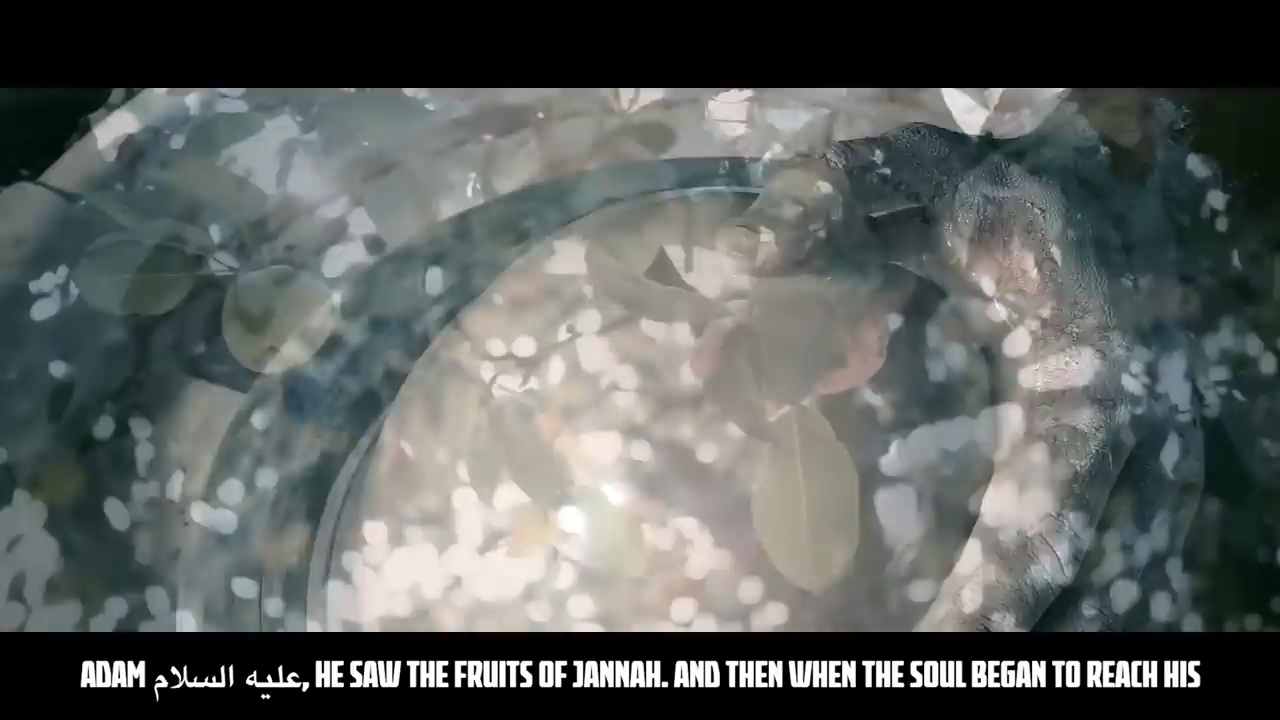 ADAM عليه السلام, HE SAW THE FRUITS OF JANNAH. AND THEN WHEN THE SOUL BEGAN TO REACH HIS